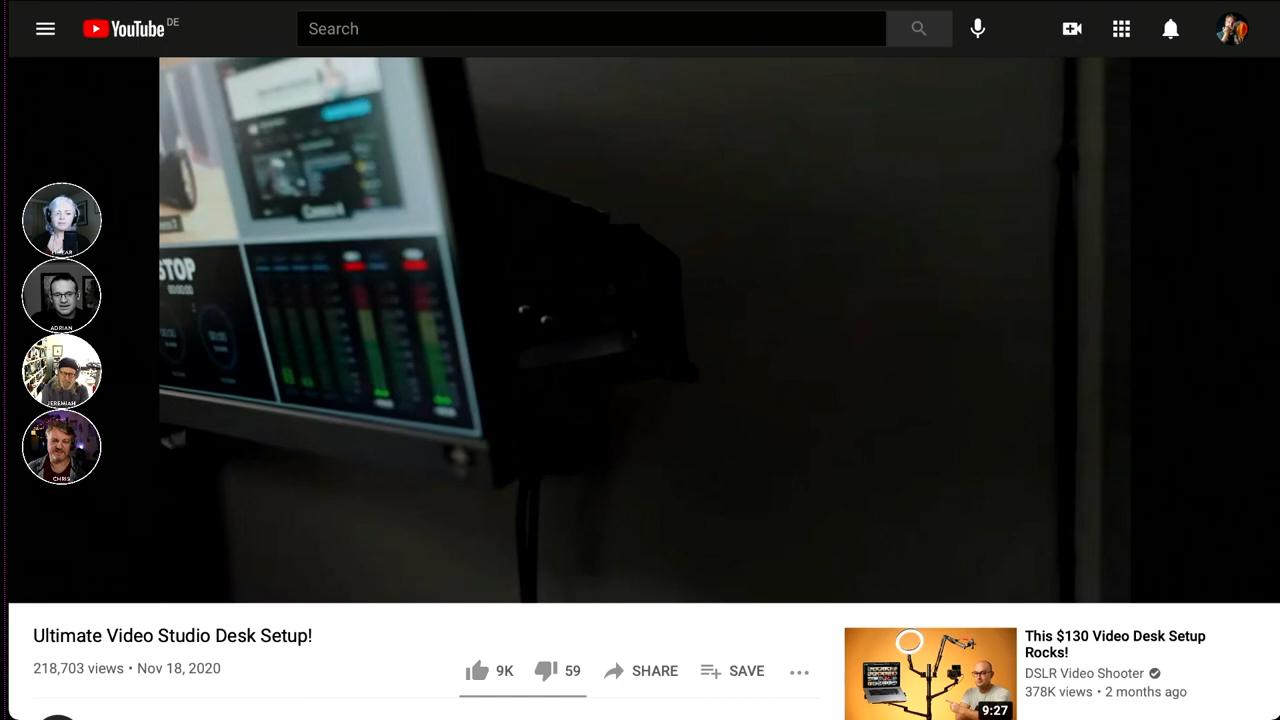 YouTube DE
Search
STOP
ADRIAN
JEREMIAH
CHRIS
Ultimate Video Studio Desk Setup!
218,703 views • Nov 18, 2020
9K
59
SHARE
SAVE
9:27
This $130 Video Desk Setup
Rocks!
DSLR Video Shooter
378K views • 2 months ago